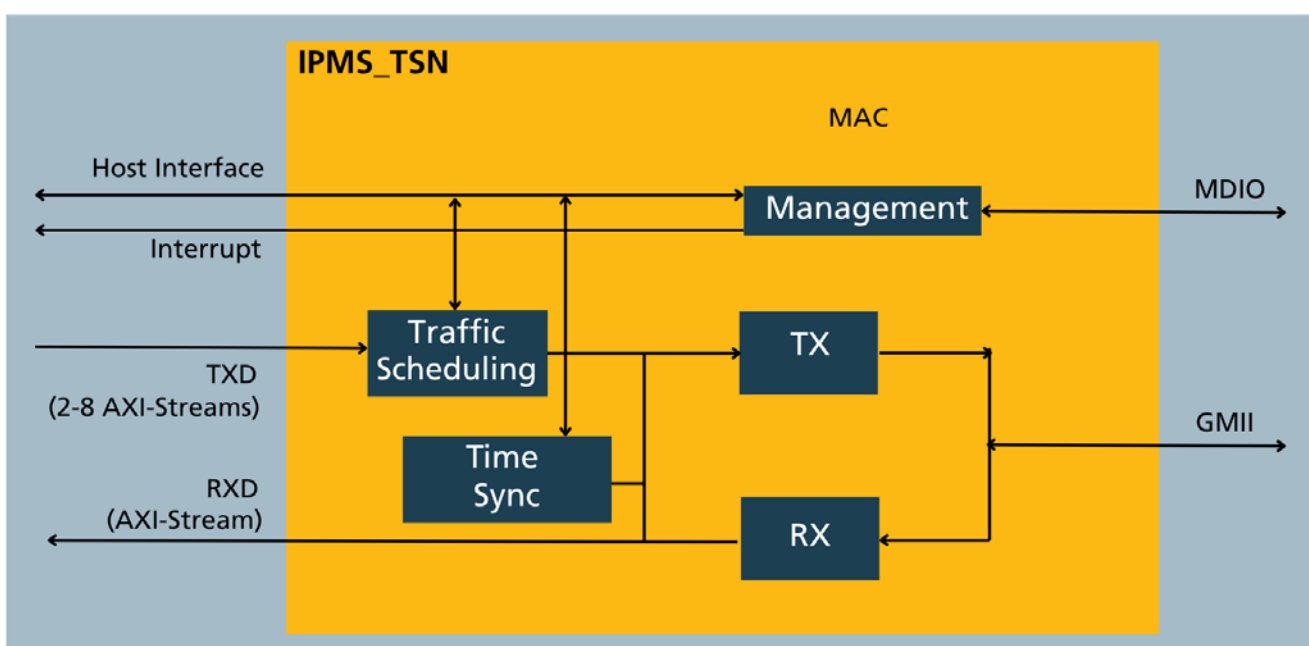 IPMS_TSN
MAC
Host Interface
Management
MDIO
Interrupt
Traffic
Scheduling
TX
TXD
(2-8 AXI-Streams)
GMII
Time
Sync
RXD
(AXI-Stream)
RX